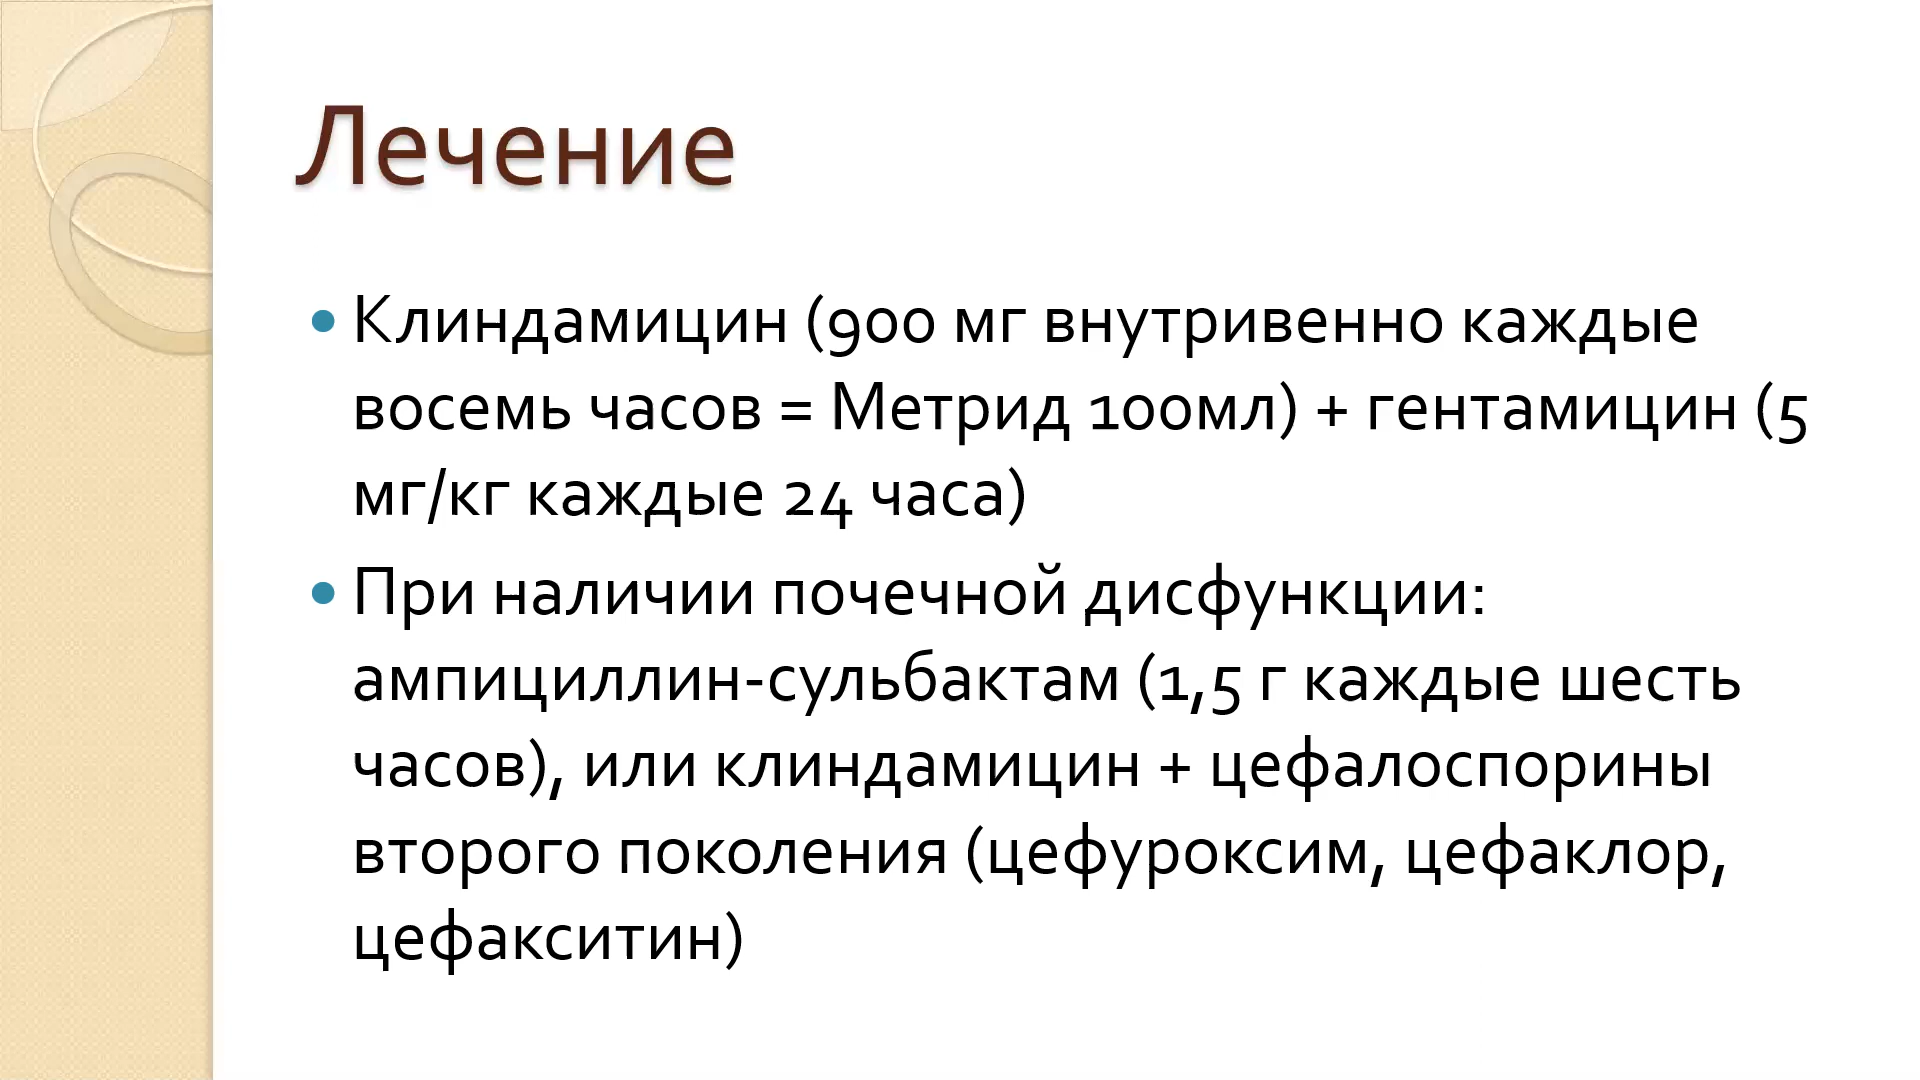 Лечение
• Клиндамицин (900 мг внутривенно каждые
восемь часов = Метрид 100мл) + гентамицин (5
мг/кг каждые 24 часа)
• При наличии почечной дисфункции:
ампициллин-сульбактам (1,5 г каждые шесть
часов), или клиндамицин + цефалоспорины
второго поколения (цефуроксим, цефаклор,
цефакситин)